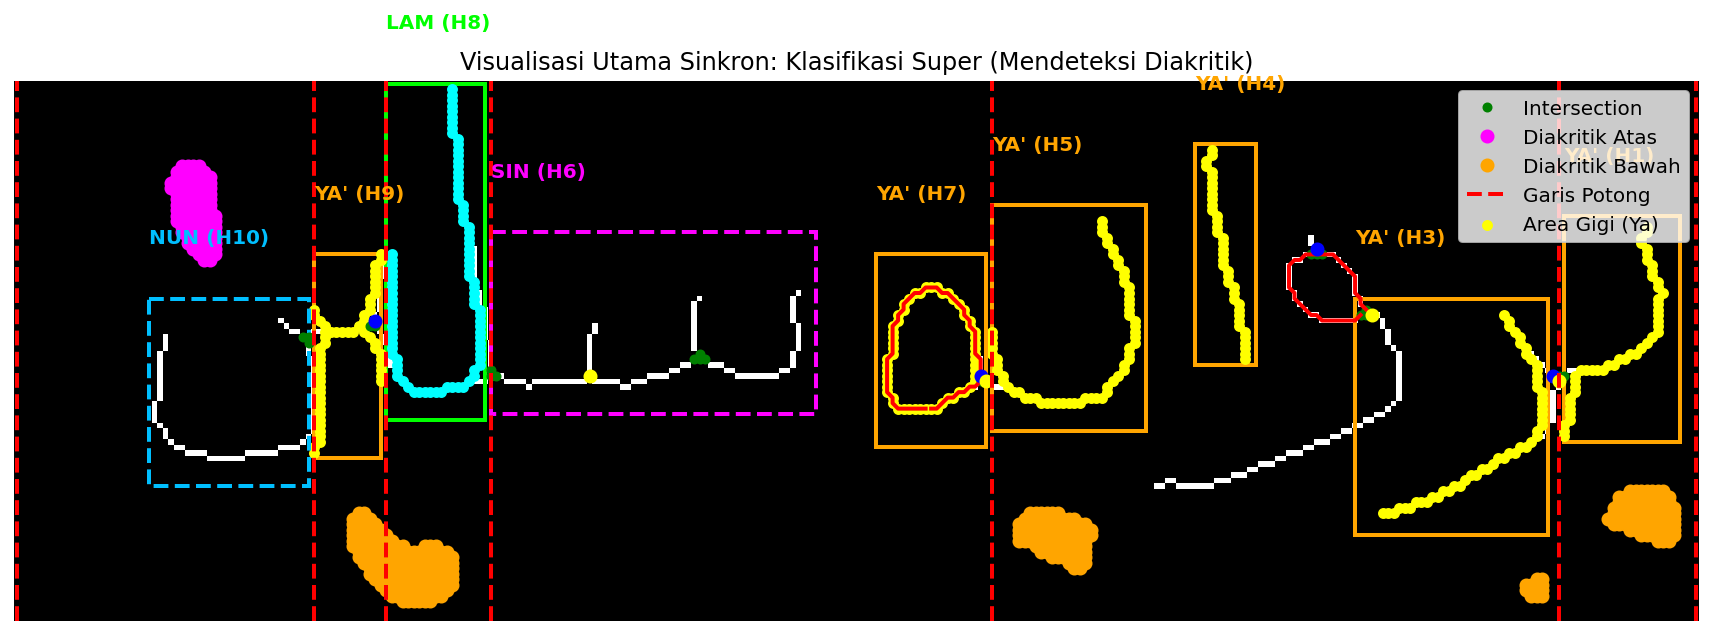 LAM (H8)
Visualisasi Utama Sinkron: Klasifikasi Super (Mendeteksi Diakritik)
YA' (H4)
Intersection
Diakritik Atas
Diakritik Bawah
Garis Potong
Area Gigi (Ya)
YA' (H5)
YA' (H1)
SIN (H6)
YA' (H9)
YA' (H7)
NUN (H10)
YA' (H3)